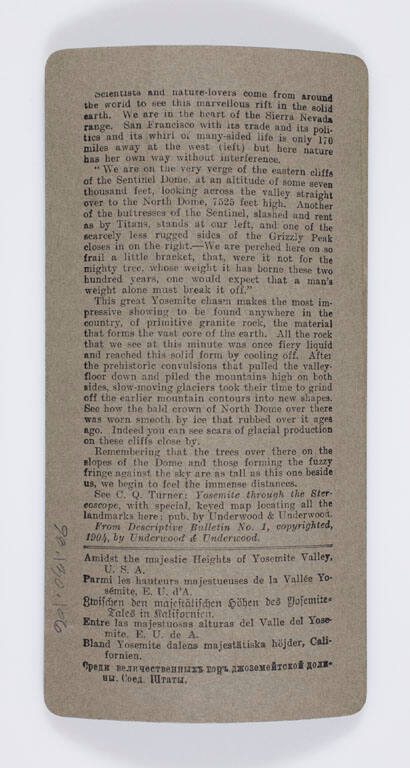 Scientists and nature-lovers come from around
the world to see this marvellous rift in the solid
earth. We are in the heart of the Sierra Nevada
range. San Francisco with its trade and its poli-
tics and its whirl of many-sided life is only 170
miles away at the west (left) but here nature
has her own way without interference.
"We are on the very verge of the eastern cliffs
of the Sentinel Dome, at an altitude of some seven
thousand feet, looking across the valley straight
over to the North Dome, 7525 feet high. Another
of the buttresses of the Sentinel, slashed and rent
as by Titans, stands at our left, and one of the
scarcely less rugged sides of the Grizzly Peak
closes in on the right.—We are perched here on so
frail a little bracket, that, were it not for the
mighty tree, whose weight it has borne these two
hundred years, one would expect that a man's
weight alone must break it off."
This great Yosemite chasm makes the most im-
pressive showing to be found anywhere in the
country, of primitive granite rock, the material
that forms the vast core of the earth. All the rock
that we see at this minute was once fiery liquid
and reached this solid form by cooling off. After
the prehistoric convulsions that pulled the valley-
floor down and piled the mountains high on both
sides, slow-moving glaciers took their time to grind
off the earlier mountain contours into new shapes.
See how the bald crown of North Dome over there
was worn smooth by ice that rubbed over it ages
ago. Indeed you can see scars of glacial production
on these cliffs close by.
Remembering that the trees over there on the
slopes of the Dome and those forming the fuzzy
fringe against the sky are as tall as this one beside
us, we begin to feel the immense distances.
See C. Q. Turner: Yosemite through the Ster-
eoscope, with special, keyed map locating all the
landmarks here; pub. by Underwood & Underwood.
From Descriptive Bulletin No. 1, copyrighted,
1904, by Underwood & Underwood.
Amidst the majestic Heights of Yosemite Valley,
U. S. A.
Parmi les hauteurs majestueuses de la Vallée Yo-
sémite, E. U. d'A.
Zwischen den majestätischen Höhen des Yosemite-
Tales in Kalifornien.
Entre las majestuosas alturas del Valle del Yose-
mite. E. U. de A.
Bland Yosemite dalens majestätiska höjder, Cali-
fornien.
Среди величественныхъ горъ джоземейтской доли-
ны. Соед. Штаты.